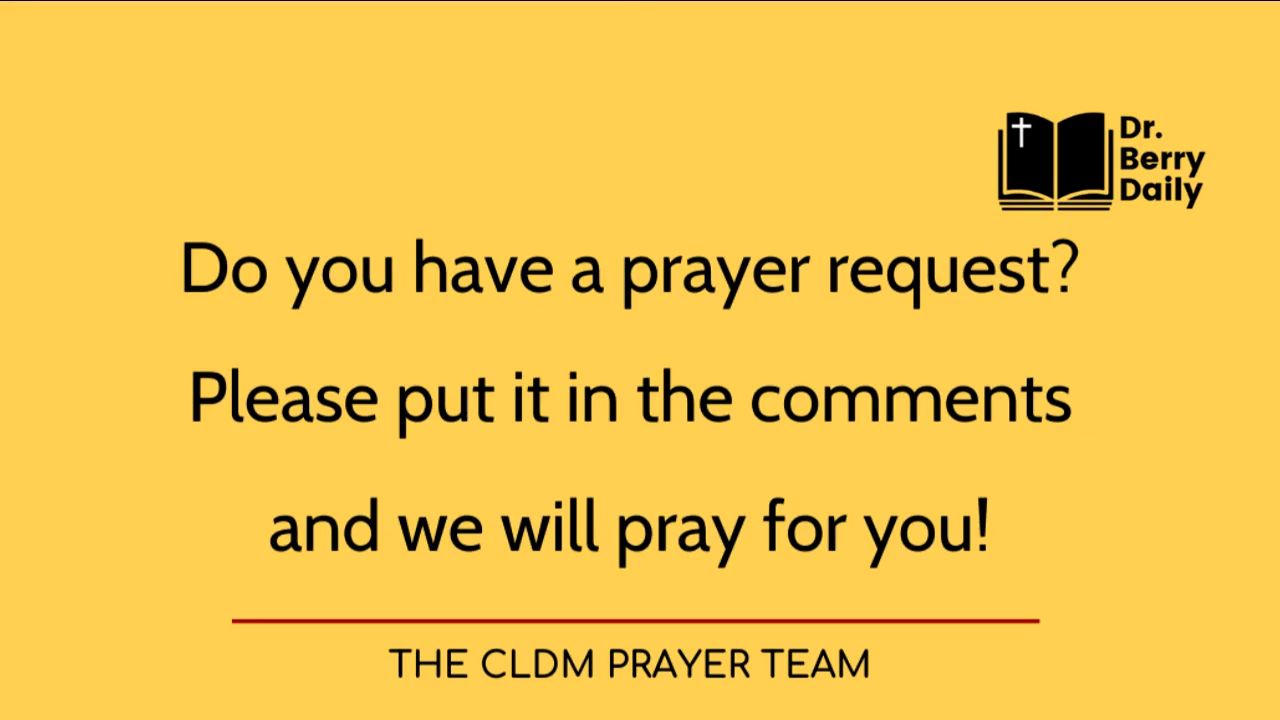 Dr.
Berry
Daily
Do you have a prayer request?
Please put it in the comments
and we will pray for you!
THE CLDM PRAYER TEAM